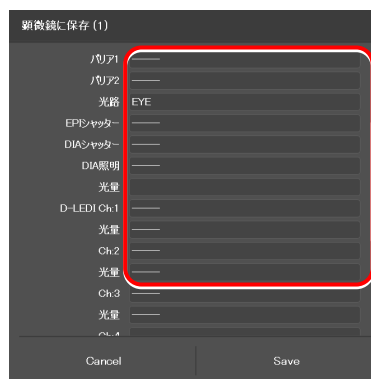 顕微鏡に保存 (1)
バリア1 ———
バリア2 ———
光路 EYE
EPIシャッター ———
DIAシャッター ———
DIA照明 ———
光量
D-LEDI Ch:1 ———
光量 ———
Ch:2 ———
光量 ———
Ch:3 ———
光量 ———
Cancel Save